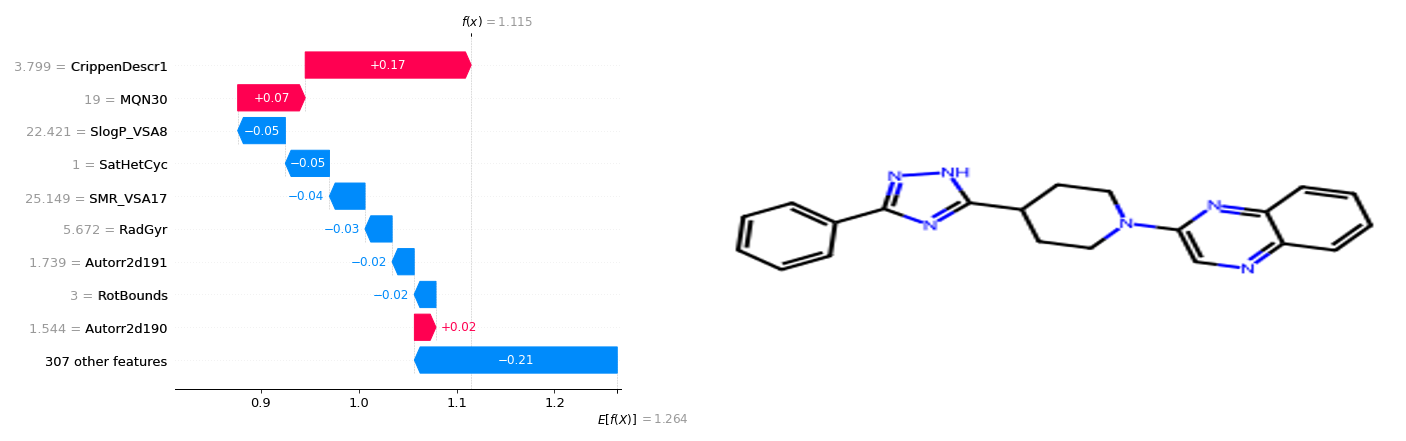 f(x) = 1.115
3.799 = CrippenDescr1
+0.17
19 = MQN30
+0.07
22.421 = SlogP_VSA8
−0.05
1 = SatHetCyc
−0.05
25.149 = SMR_VSA17
−0.04
5.672 = RadGyr
−0.03
1.739 = Autorr2d191
−0.02
3 = RotBounds
−0.02
1.544 = Autorr2d190
+0.02
307 other features
−0.21
0.9 1.0 1.1 1.2
E[f(X)] = 1.264
N NH
N
N
N
N